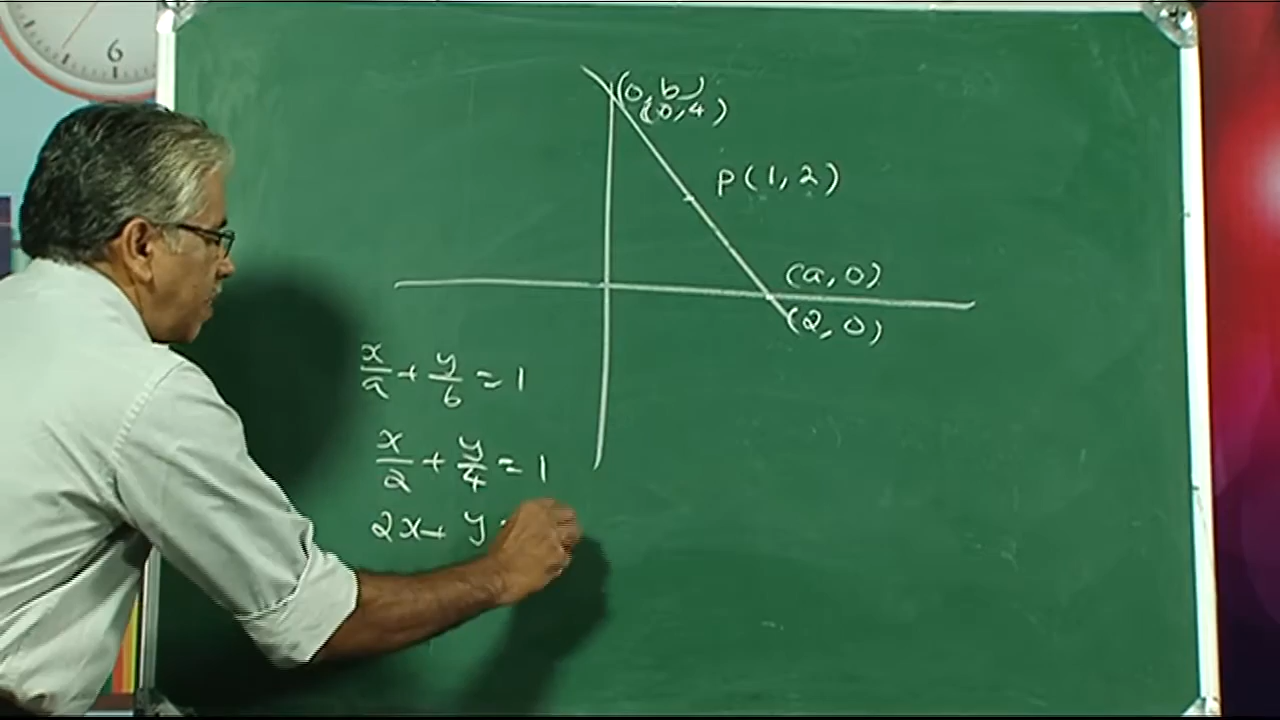 6
(0, b)
(0, 4)
P(1, 2)
(a, 0)
(2, 0)
x/a + y/b = 1
x/2 + y/4 = 1
2x + y =